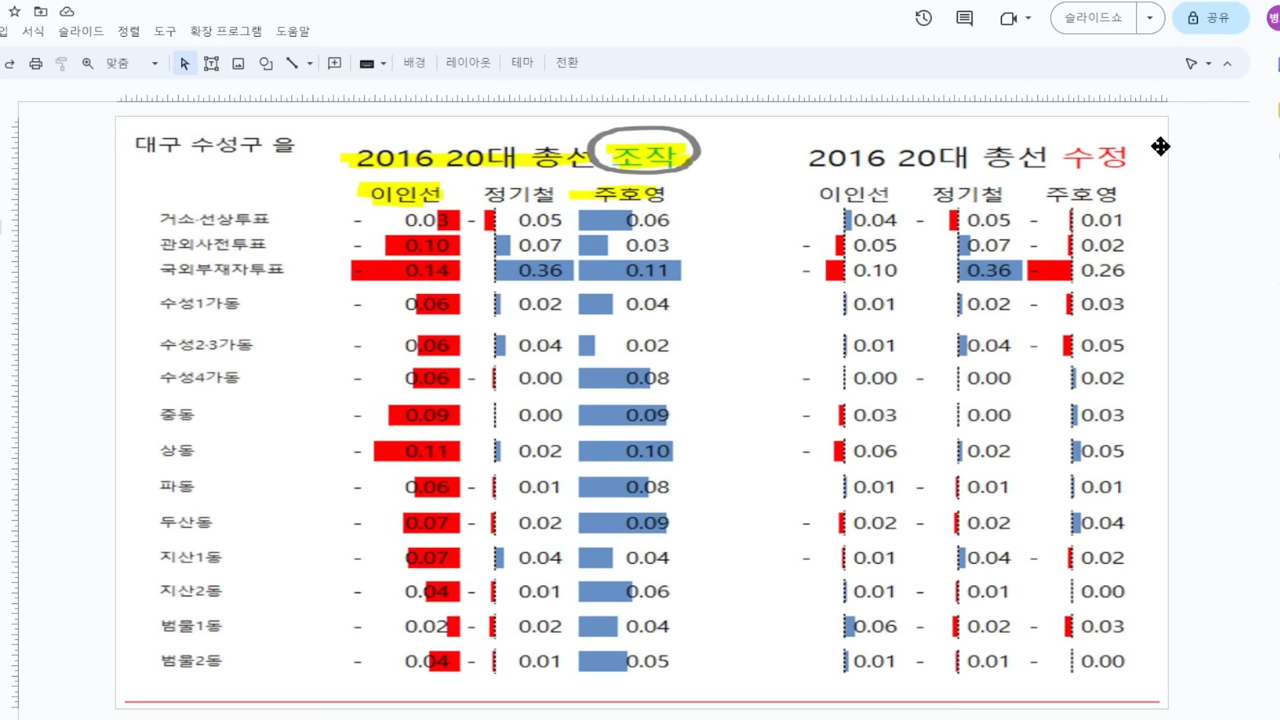 입 서식 슬라이드 정렬 도구 확장 프로그램 도움말
슬라이드쇼
공유
맞춤
배경 레이아웃 테마 전환
대구 수성구 을
2016 20대 총선 조작
2016 20대 총선 수정
이인선 정기철 주호영 이인선 정기철 주호영
거소·선상투표 - 0.03 - 0.05 0.06 0.04 - 0.05 - 0.01
관외사전투표 - 0.10 0.07 0.03 - 0.05 0.07 - 0.02
국외부재자투표 - 0.14 0.36 0.11 - 0.10 0.36 - 0.26
수성1가동 - 0.06 0.02 0.04 0.01 0.02 - 0.03
수성2·3가동 - 0.06 0.04 0.02 0.01 0.04 - 0.05
수성4가동 - 0.06 - 0.00 0.08 - 0.00 - 0.00 0.02
중동 - 0.09 0.00 0.09 - 0.03 0.00 0.03
상동 - 0.11 0.02 0.10 - 0.06 0.02 0.05
파동 - 0.06 - 0.01 0.08 0.01 - 0.01 0.01
두산동 - 0.07 - 0.02 0.09 - 0.02 - 0.02 0.04
지산1동 - 0.07 0.04 0.04 - 0.01 0.04 - 0.02
지산2동 - 0.04 - 0.01 0.06 0.01 - 0.01 0.00
범물1동 - 0.02 - 0.02 0.04 0.06 - 0.02 - 0.03
범물2동 - 0.04 - 0.01 0.05 0.01 - 0.01 - 0.00